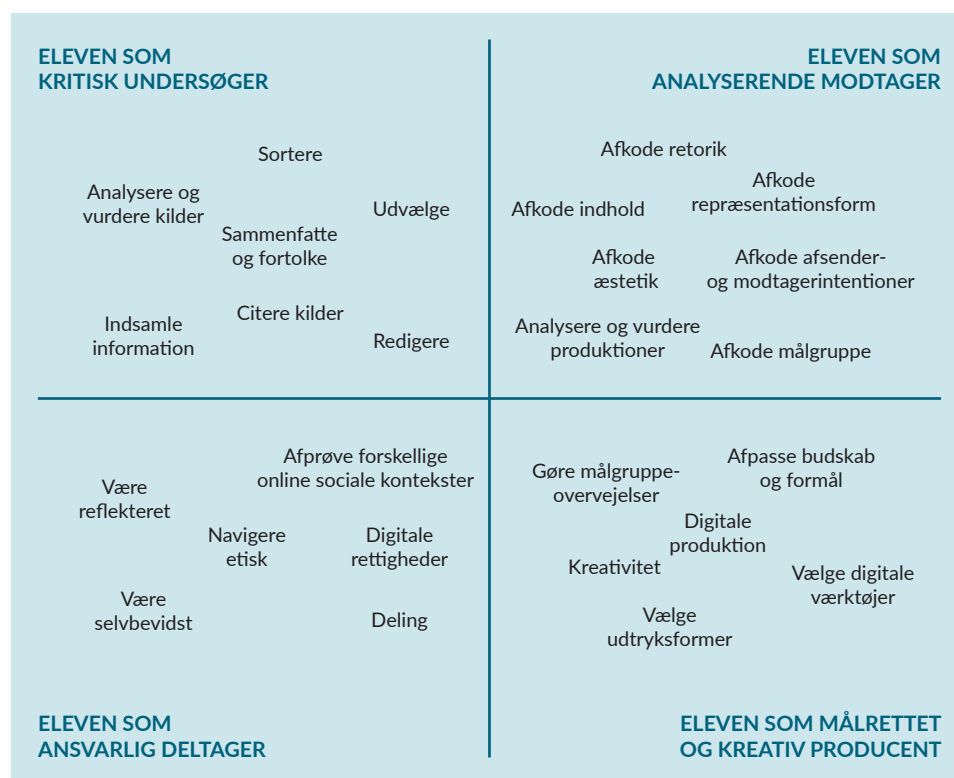 ELEVEN SOM
KRITISK UNDERSØGER
Sortere
Analysere og
vurdere kilder
Udvælge
Sammenfatte
og fortolke
Citere kilder
Indsamle
information
Redigere
ELEVEN SOM
ANALYSERENDE MODTAGER
Afkode retorik
Afkode
repræsentationsform
Afkode indhold
Afkode
æstetik
Afkode afsender-
og modtagerintentioner
Analysere og vurdere
produktioner
Afkode målgruppe
Afprøve forskellige
online sociale kontekster
Være
reflekteret
Navigere
etisk
Digitale
rettigheder
Være
selvbevidst
Deling
ELEVEN SOM
ANSVARLIG DELTAGER
Afpasse budskab
og formål
Gøre målgruppe-
overvejelser
Digitale
produktion
Kreativitet
Vælge digitale
værktøjer
Vælge
udtryksformer
ELEVEN SOM MÅLRETTET
OG KREATIV PRODUCENT